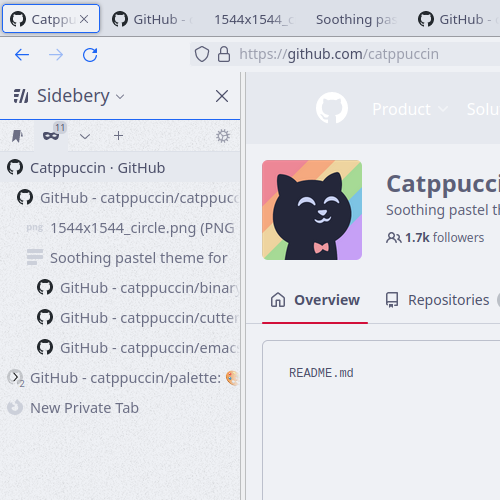 Catppu
GitHub -
1544x1544_c
Soothing pas
GitHub -
https://github.com/catppuccin
Sidebery
11
Catppuccin · GitHub
GitHub - catppuccin/catppucc
png 1544x1544_circle.png (PNG
Soothing pastel theme for
GitHub - catppuccin/binary
GitHub - catppuccin/cutter
GitHub - catppuccin/emacs
2 GitHub - catppuccin/palette: 🎨
New Private Tab
Product
Solu
Catppucci
Soothing pastel th
1.7k followers
Overview
Repositories
README.md